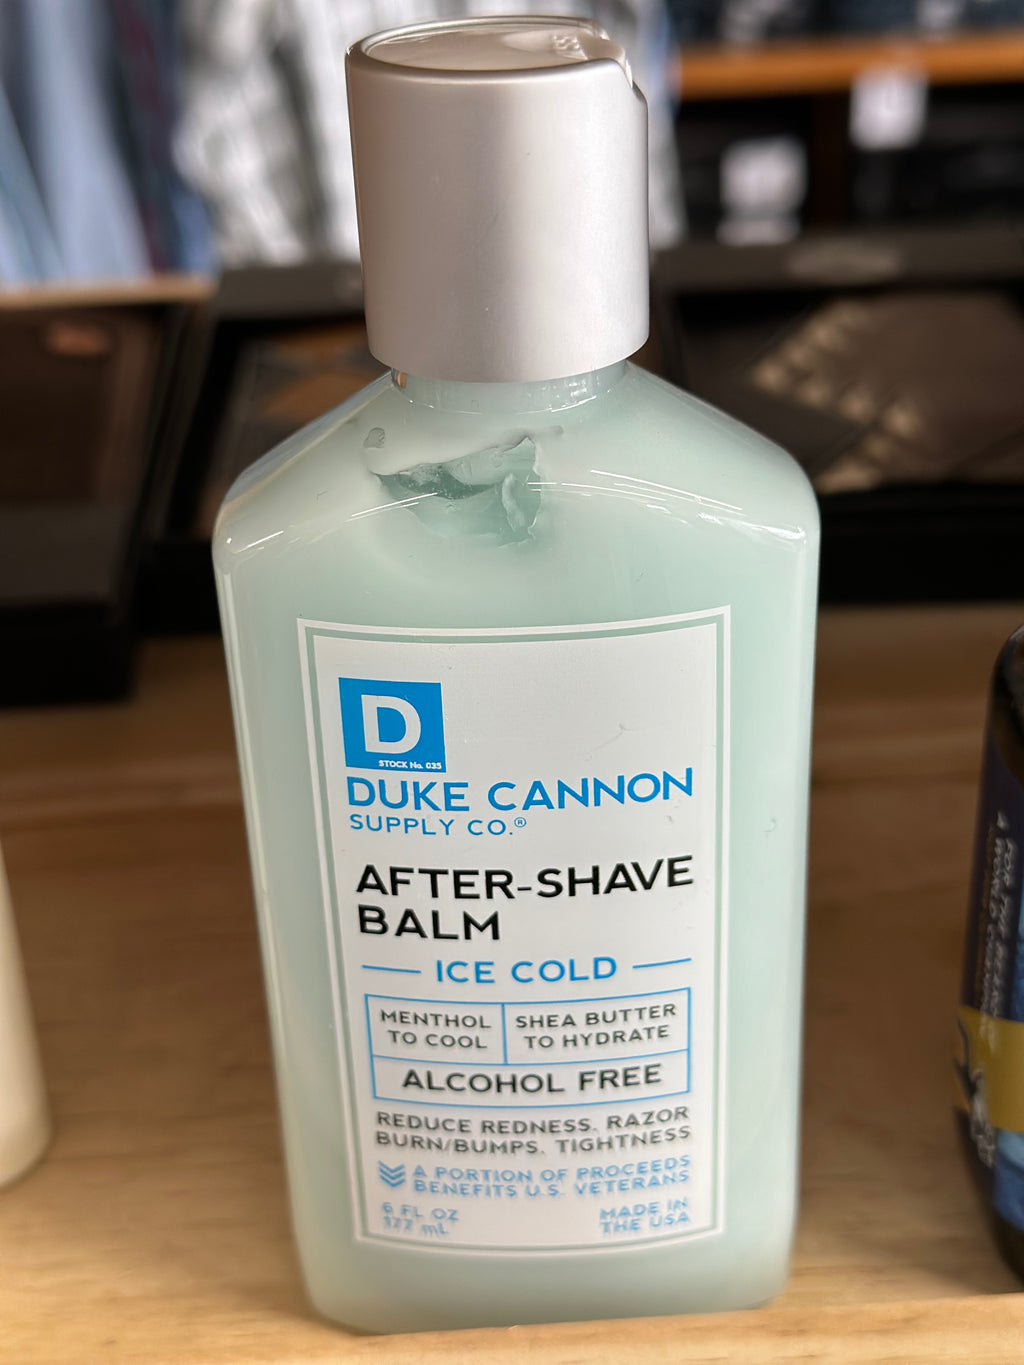 D
STOCK No. 035
DUKE CANNON
SUPPLY CO.®
AFTER-SHAVE
BALM
ICE COLD
MENTHOL
TO COOL
SHEA BUTTER
TO HYDRATE
ALCOHOL FREE
REDUCE REDNESS, RAZOR
BURN/BUMPS, TIGHTNESS
A PORTION OF PROCEEDS
BENEFITS U.S. VETERANS
6 FL OZ
177 mL
MADE IN
THE USA